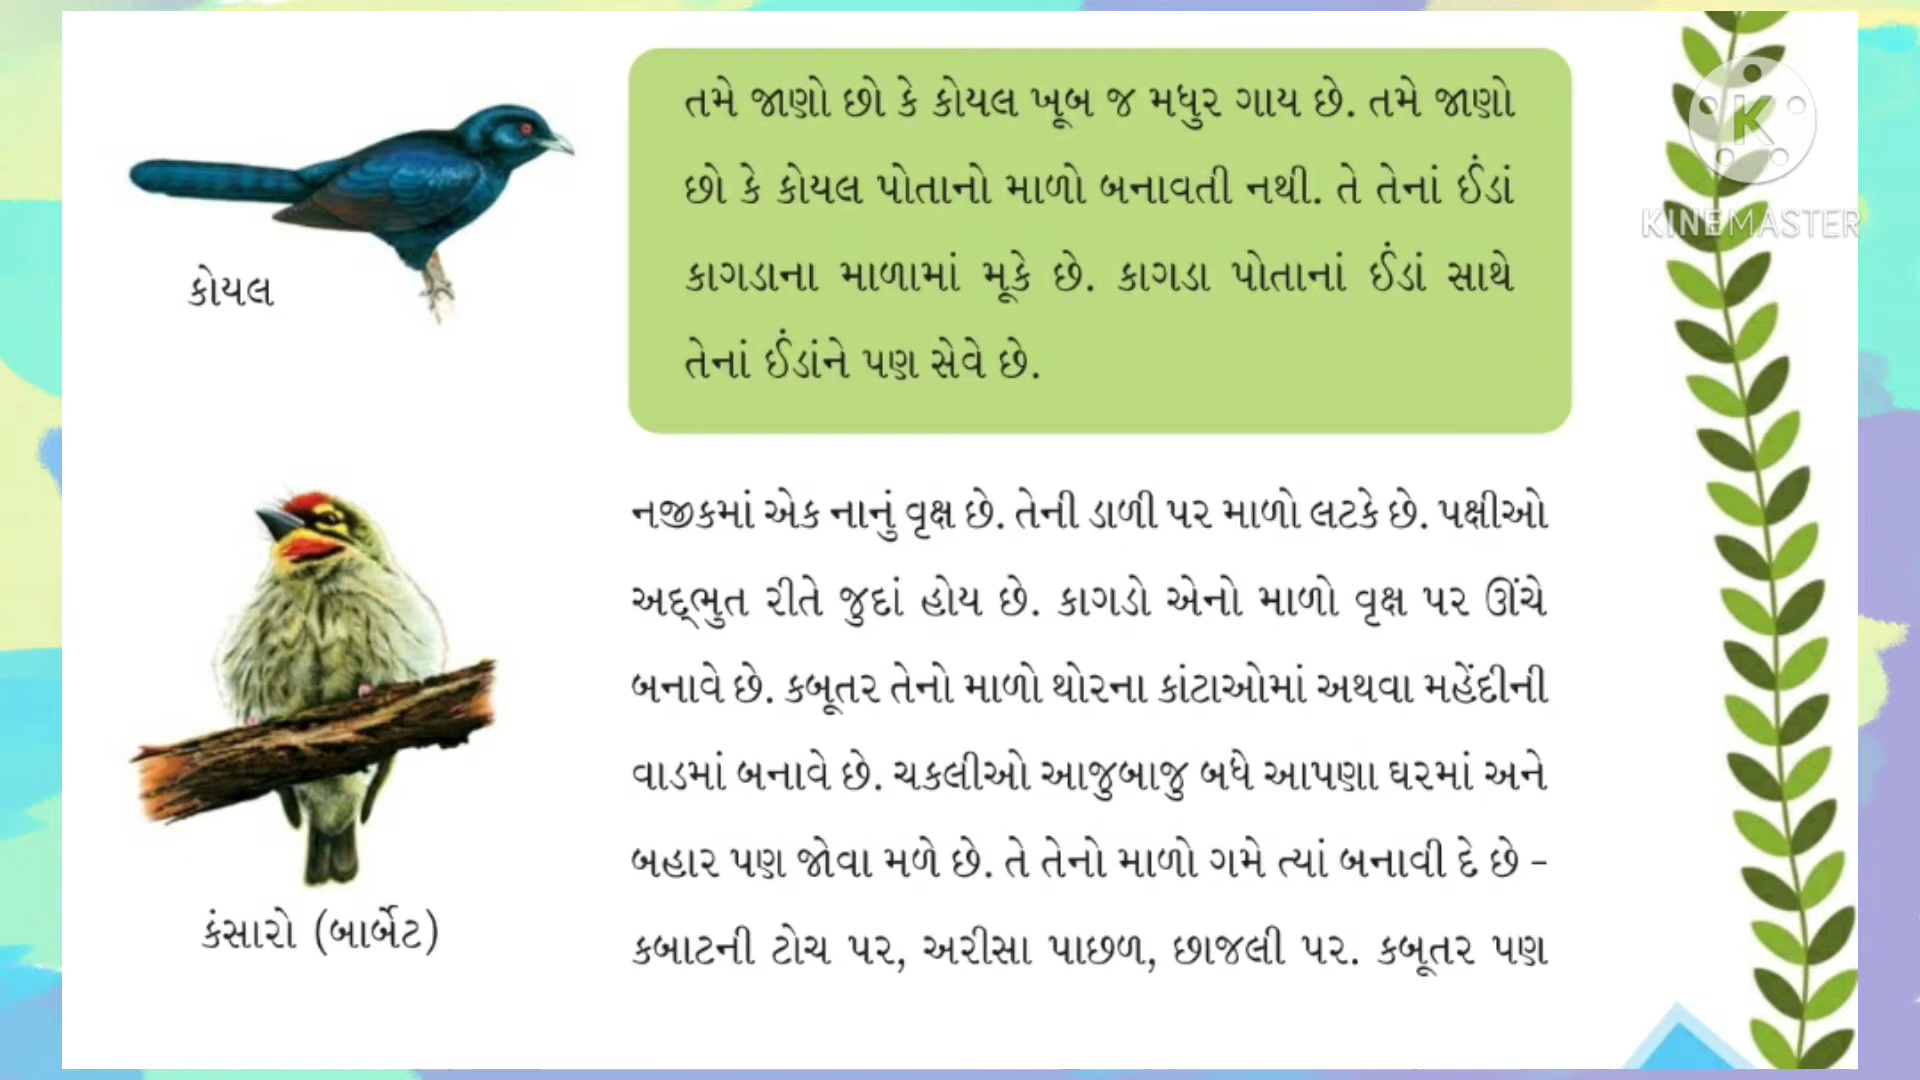 તમે જાણો છો કે કોયલ ખૂબ જ મધુર ગાય છે. તમે જાણો
છો કે કોયલ પોતાનો માળો બનાવતી નથી. તે તેનાં ઈંડાં
કાગડાના માળામાં મૂકે છે. કાગડા પોતાનાં ઈંડાં સાથે
તેનાં ઈંડાંને પણ સેવે છે.
કોયલ
નજીકમાં એક નાનું વૃક્ષ છે. તેની ડાળી પર માળો લટકે છે. પક્ષીઓ
અદ્ભુત રીતે જુદાં હોય છે. કાગડો એનો માળો વૃક્ષ પર ઊંચે
બનાવે છે. કબૂતર તેનો માળો થોરના કાંટાઓમાં અથવા મહેંદીની
વાડમાં બનાવે છે. ચકલીઓ આજુબાજુ બધે આપણા ઘરમાં અને
બહાર પણ જોવા મળે છે. તે તેનો માળો ગમે ત્યાં બનાવી દે છે -
કબાટની ટોચ પર, અરીસા પાછળ, છાજલી પર. કબૂતર પણ
કંસારો (બાર્બેટ)
K
KINEMASTER